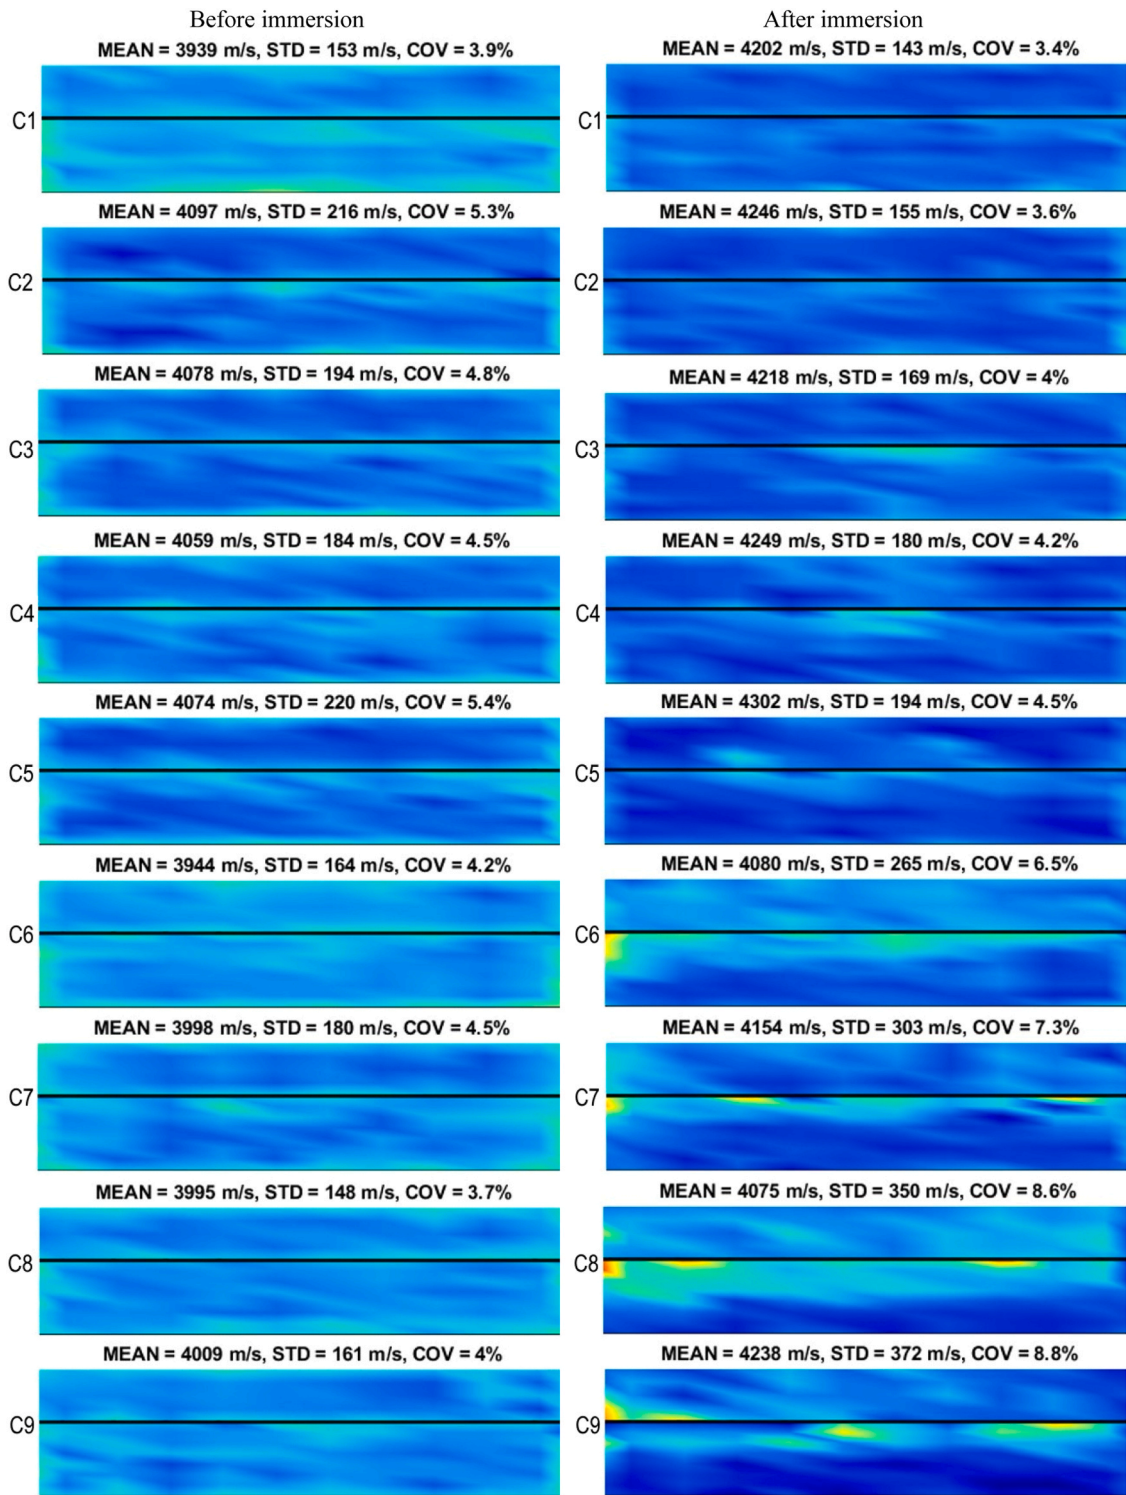 Before immersion
After immersion
MEAN = 3939 m/s, STD = 153 m/s, COV = 3.9%
MEAN = 4202 m/s, STD = 143 m/s, COV = 3.4%
C1
C1
MEAN = 4097 m/s, STD = 216 m/s, COV = 5.3%
MEAN = 4246 m/s, STD = 155 m/s, COV = 3.6%
C2
C2
MEAN = 4078 m/s, STD = 194 m/s, COV = 4.8%
MEAN = 4218 m/s, STD = 169 m/s, COV = 4%
C3
C3
MEAN = 4059 m/s, STD = 184 m/s, COV = 4.5%
MEAN = 4249 m/s, STD = 180 m/s, COV = 4.2%
C4
C4
MEAN = 4074 m/s, STD = 220 m/s, COV = 5.4%
MEAN = 4302 m/s, STD = 194 m/s, COV = 4.5%
C5
C5
MEAN = 3944 m/s, STD = 164 m/s, COV = 4.2%
MEAN = 4080 m/s, STD = 265 m/s, COV = 6.5%
C6
C6
MEAN = 3998 m/s, STD = 180 m/s, COV = 4.5%
MEAN = 4154 m/s, STD = 303 m/s, COV = 7.3%
C7
C7
MEAN = 3995 m/s, STD = 148 m/s, COV = 3.7%
MEAN = 4075 m/s, STD = 350 m/s, COV = 8.6%
C8
C8
MEAN = 4009 m/s, STD = 161 m/s, COV = 4%
MEAN = 4238 m/s, STD = 372 m/s, COV = 8.8%
C9
C9